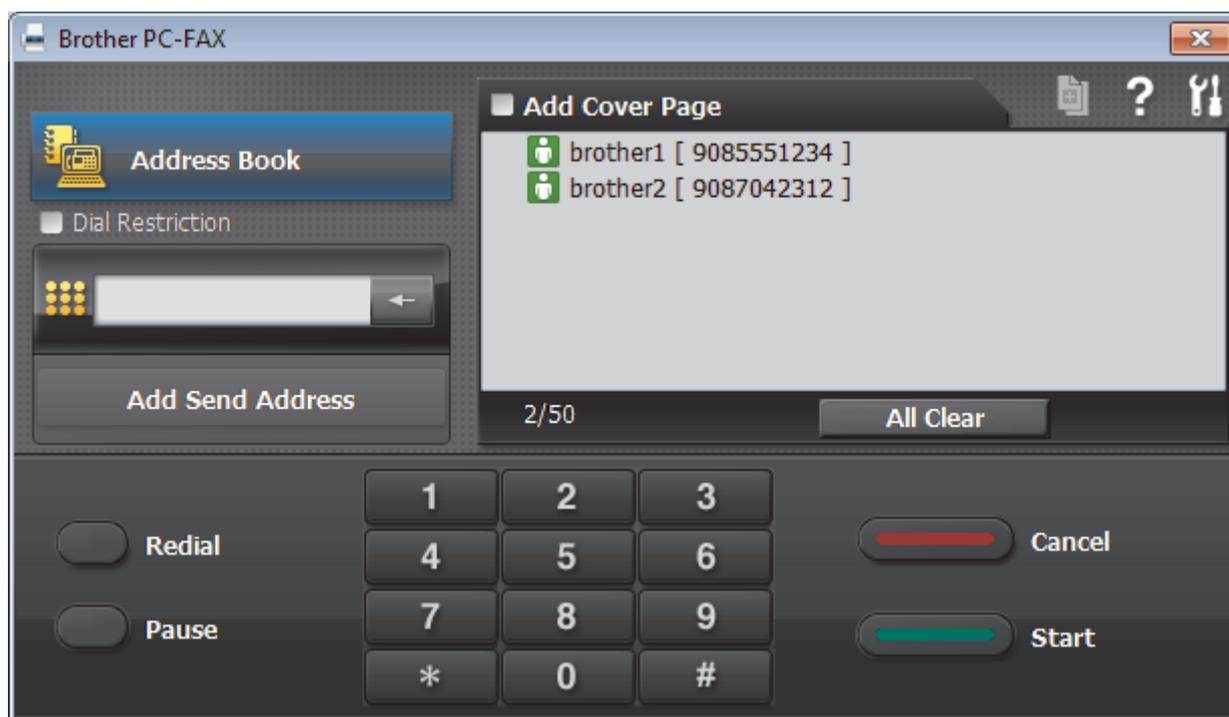 Brother PC-FAX
Address Book
Dial Restriction
Add Send Address
Add Cover Page
?
brother1 [ 9085551234 ]
brother2 [ 9087042312 ]
2/50
All Clear
Redial
Pause
1 2 3
4 5 6
7 8 9
* 0 #
Cancel
Start